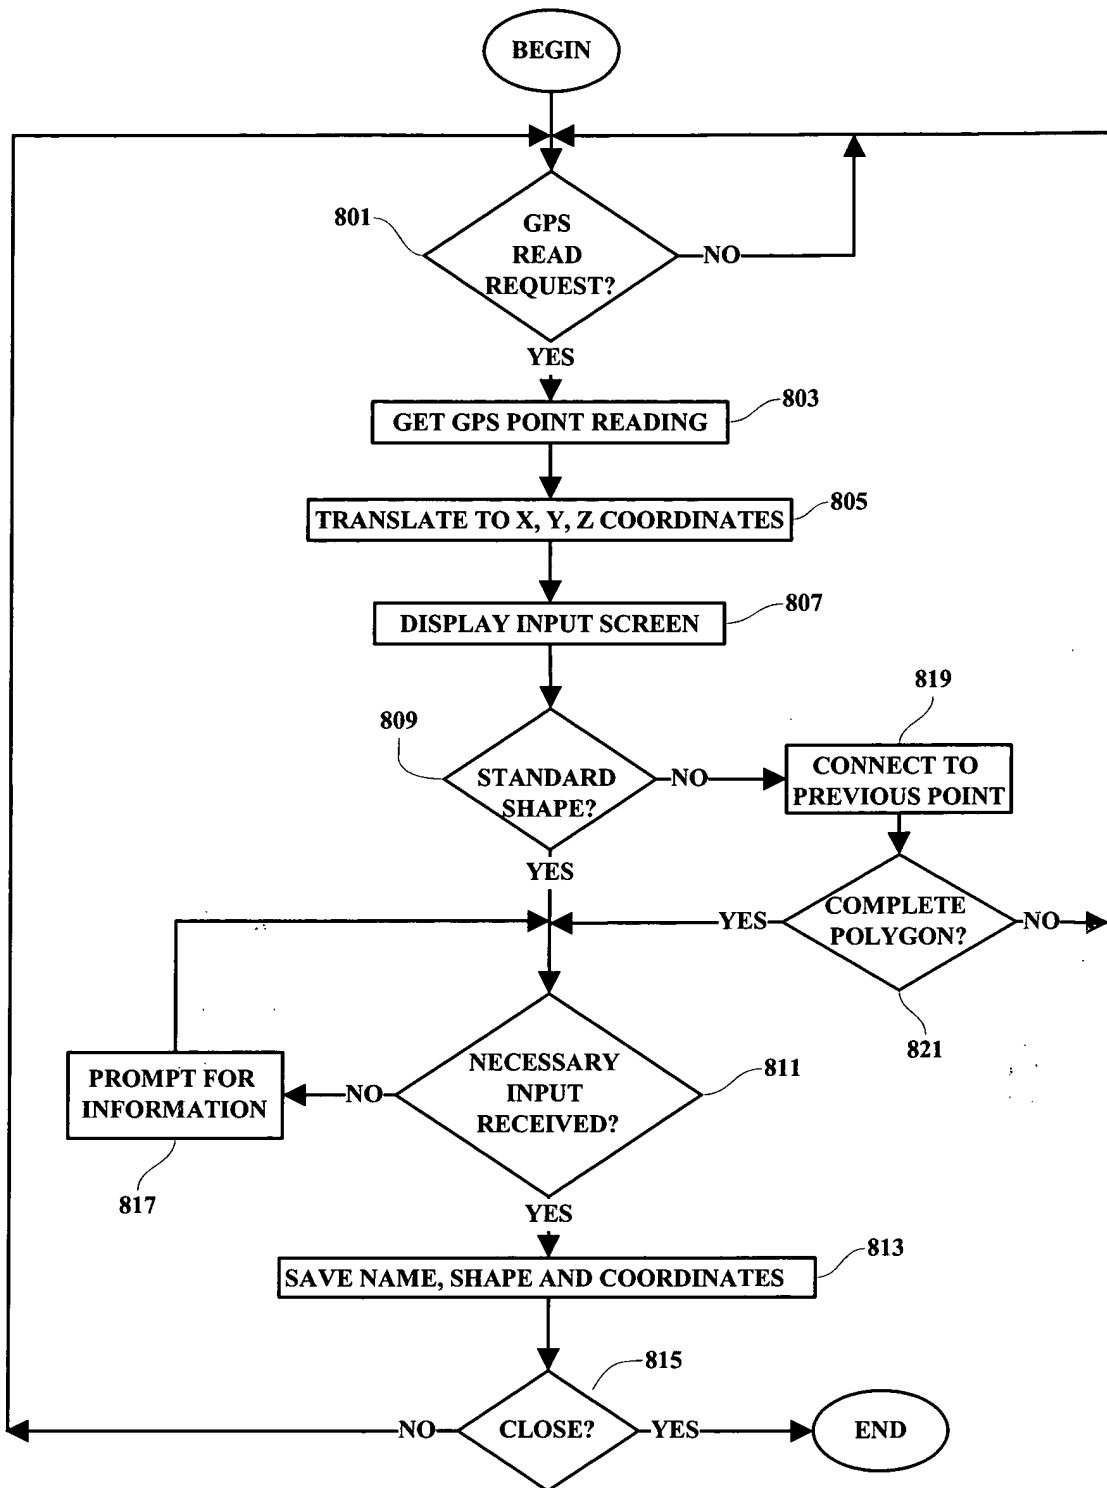 BEGIN
801
GPS
READ
REQUEST?
NO
YES
803
GET GPS POINT READING
805
TRANSLATE TO X, Y, Z COORDINATES
807
DISPLAY INPUT SCREEN
809
STANDARD
SHAPE?
NO
819
CONNECT TO
PREVIOUS POINT
YES
YES
COMPLETE
POLYGON?
NO
821
NECESSARY
INPUT
RECEIVED?
811
NO
PROMPT FOR
INFORMATION
817
YES
813
SAVE NAME, SHAPE AND COORDINATES
815
NO
CLOSE?
YES
END